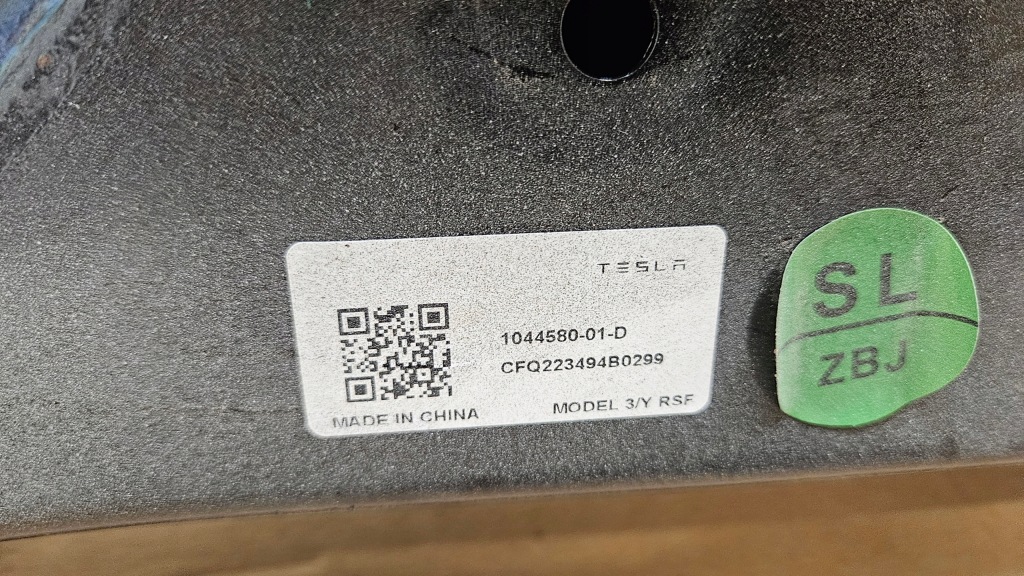 TESLA
1044580-01-D
CFQ223494B0299
MADE IN CHINA
MODEL 3/Y RSF
SL
ZBJ